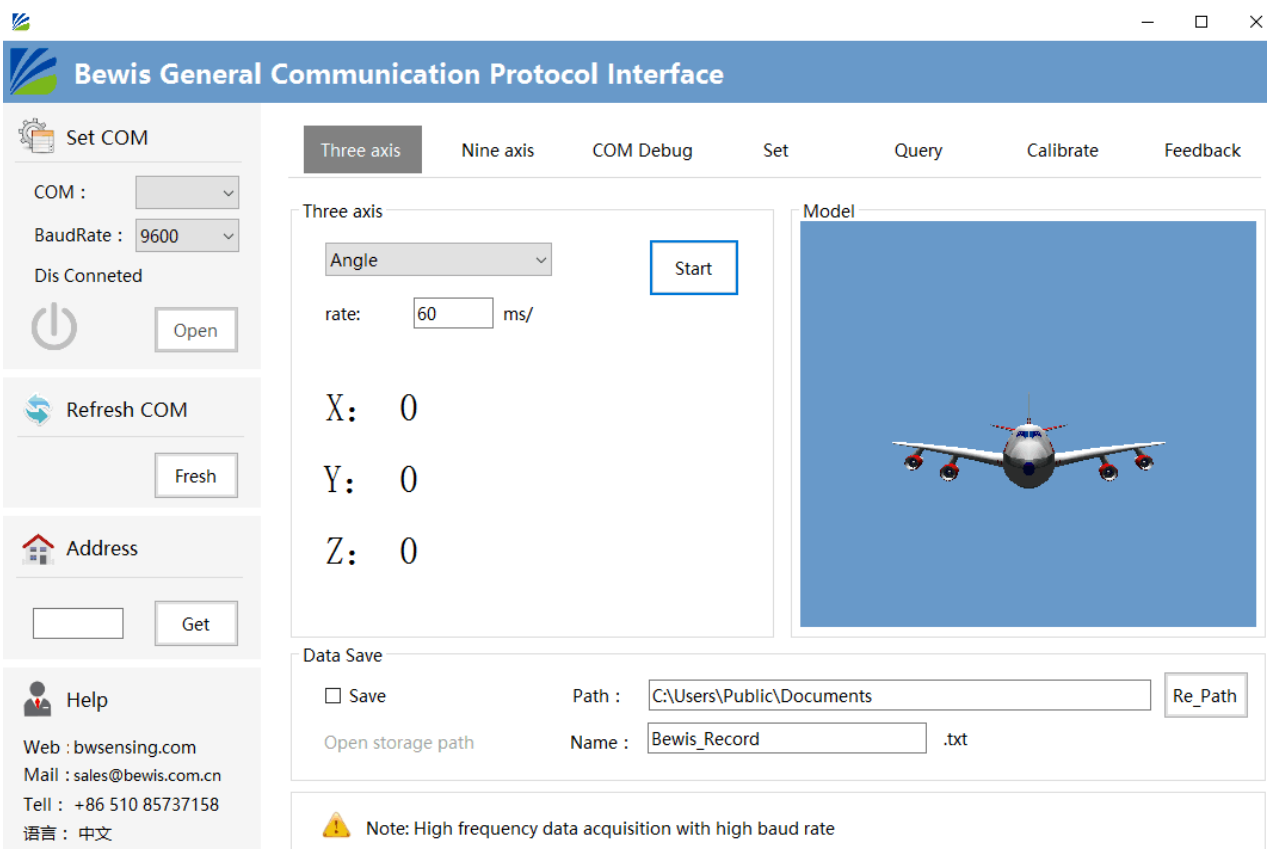 Bewis General Communication Protocol Interface
Set COM
COM :
BaudRate : 9600
Dis Conneted
Open
Refresh COM
Fresh
Address
Get
Help
Web : bwsensing.com
Mail : sales@bewis.com.cn
Tell : +86 510 85737158
语言： 中文
Three axis Nine axis COM Debug Set Query Calibrate Feedback
Three axis
Angle
Start
rate: 60 ms/
X: 0
Y: 0
Z: 0
Model
Data Save
Save
Path : C:\Users\Public\Documents
Re_Path
Open storage path
Name : Bewis_Record .txt
Note: High frequency data acquisition with high baud rate